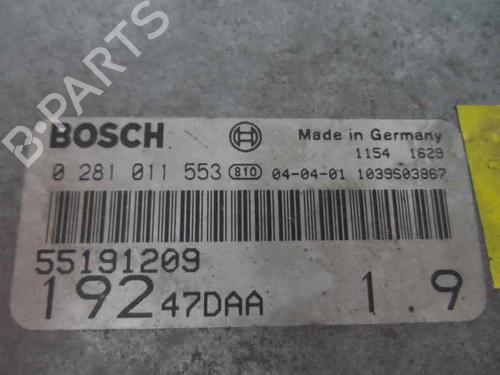 B-PARTS
BOSCH Made in Germany
1154 1629
0 281 011 553 810 04-04-01 1039S03867
55191209
192 47DAA 1.9